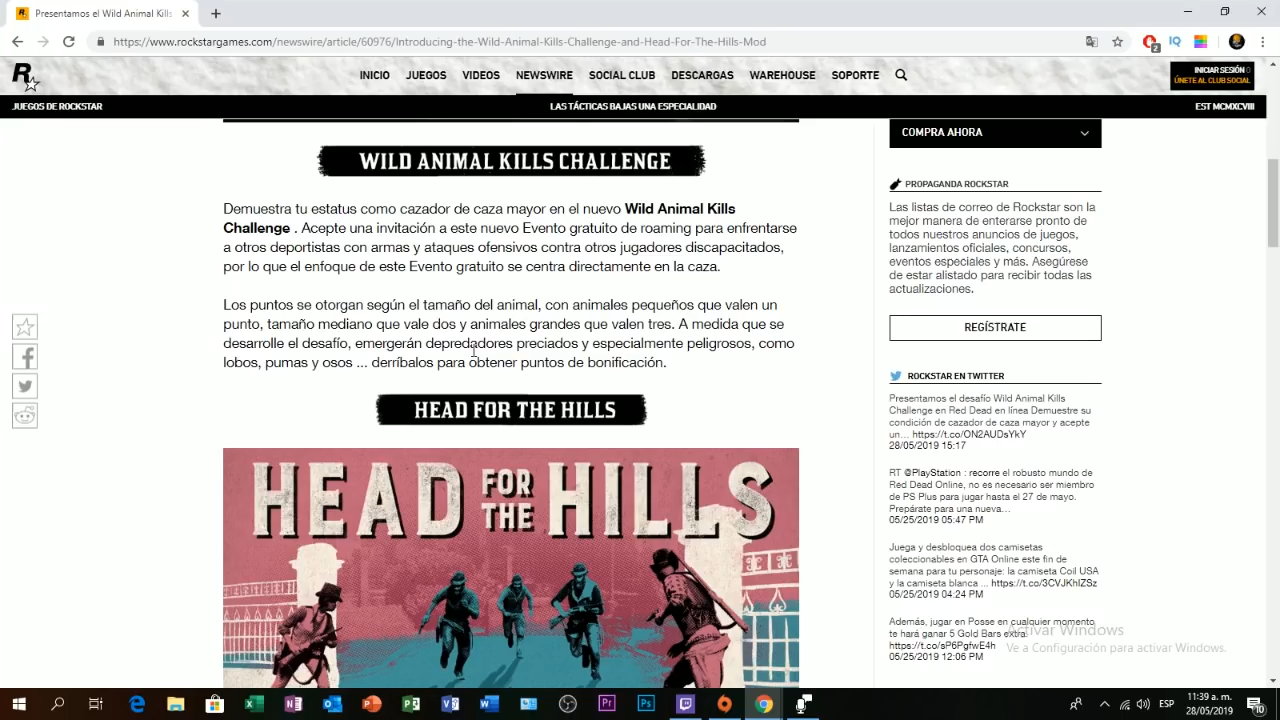 Presentamos el Wild Animal Kills
https://www.rockstargames.com/newswire/article/60976/Introducing-the-Wild-Animal-Kills-Challenge-and-Head-For-The-Hills-Mod
2
IQ
R
INICIO JUEGOS VIDEOS NEWSWIRE SOCIAL CLUB DESCARGAS WAREHOUSE SOPORTE
INICIAR SESIÓN O
ÚNETE AL CLUB SOCIAL
JUEGOS DE ROCKSTAR
LAS TÁCTICAS BAJAS UNA ESPECIALIDAD
EST MCMXCVIII
WILD ANIMAL KILLS CHALLENGE
Demuestra tu estatus como cazador de caza mayor en el nuevo Wild Animal Kills
Challenge . Acepte una invitación a este nuevo Evento gratuito de roaming para enfrentarse
a otros deportistas con armas y ataques ofensivos contra otros jugadores discapacitados,
por lo que el enfoque de este Evento gratuito se centra directamente en la caza.
Los puntos se otorgan según el tamaño del animal, con animales pequeños que valen un
punto, tamaño mediano que vale dos y animales grandes que valen tres. A medida que se
desarrolle el desafío, emergerán depredadores preciados y especialmente peligrosos, como
lobos, pumas y osos ... derríbalos para obtener puntos de bonificación.
HEAD FOR THE HILLS
HEAD FOR THE HILLS
COMPRA AHORA
PROPAGANDA ROCKSTAR
Las listas de correo de Rockstar son la
mejor manera de enterarse pronto de
todos nuestros anuncios de juegos,
lanzamientos oficiales, concursos,
eventos especiales y más. Asegúrese
de estar alistado para recibir todas las
actualizaciones.
REGÍSTRATE
ROCKSTAR EN TWITTER
Presentamos el desafío Wild Animal Kills
Challenge en Red Dead en línea Demuestre su
condición de cazador de caza mayor y acepte
un... https://t.co/ON2AUDsYkY
28/05/2019 15:17
RT @PlayStation : recorre el robusto mundo de
Red Dead Online, no es necesario ser miembro
de PS Plus para jugar hasta el 27 de mayo.
Prepárate para una nueva...
05/25/2019 05:47 PM
Juega y desbloquea dos camisetas
coleccionables en GTA Online este fin de
semana para tu personaje: la camiseta Coil USA
y la camiseta blanca ... https://t.co/3CVJKhIZSz
05/25/2019 04:24 PM
Además, jugar en Posse en cualquier momento
te hará ganar 5 Gold Bars extra.
https://t.co/sP6PgfwE4h
05/25/2019 12:06 PM
Activar Windows
Ve a Configuración para activar Windows.
ESP
11:39 a. m.
28/05/2019
10